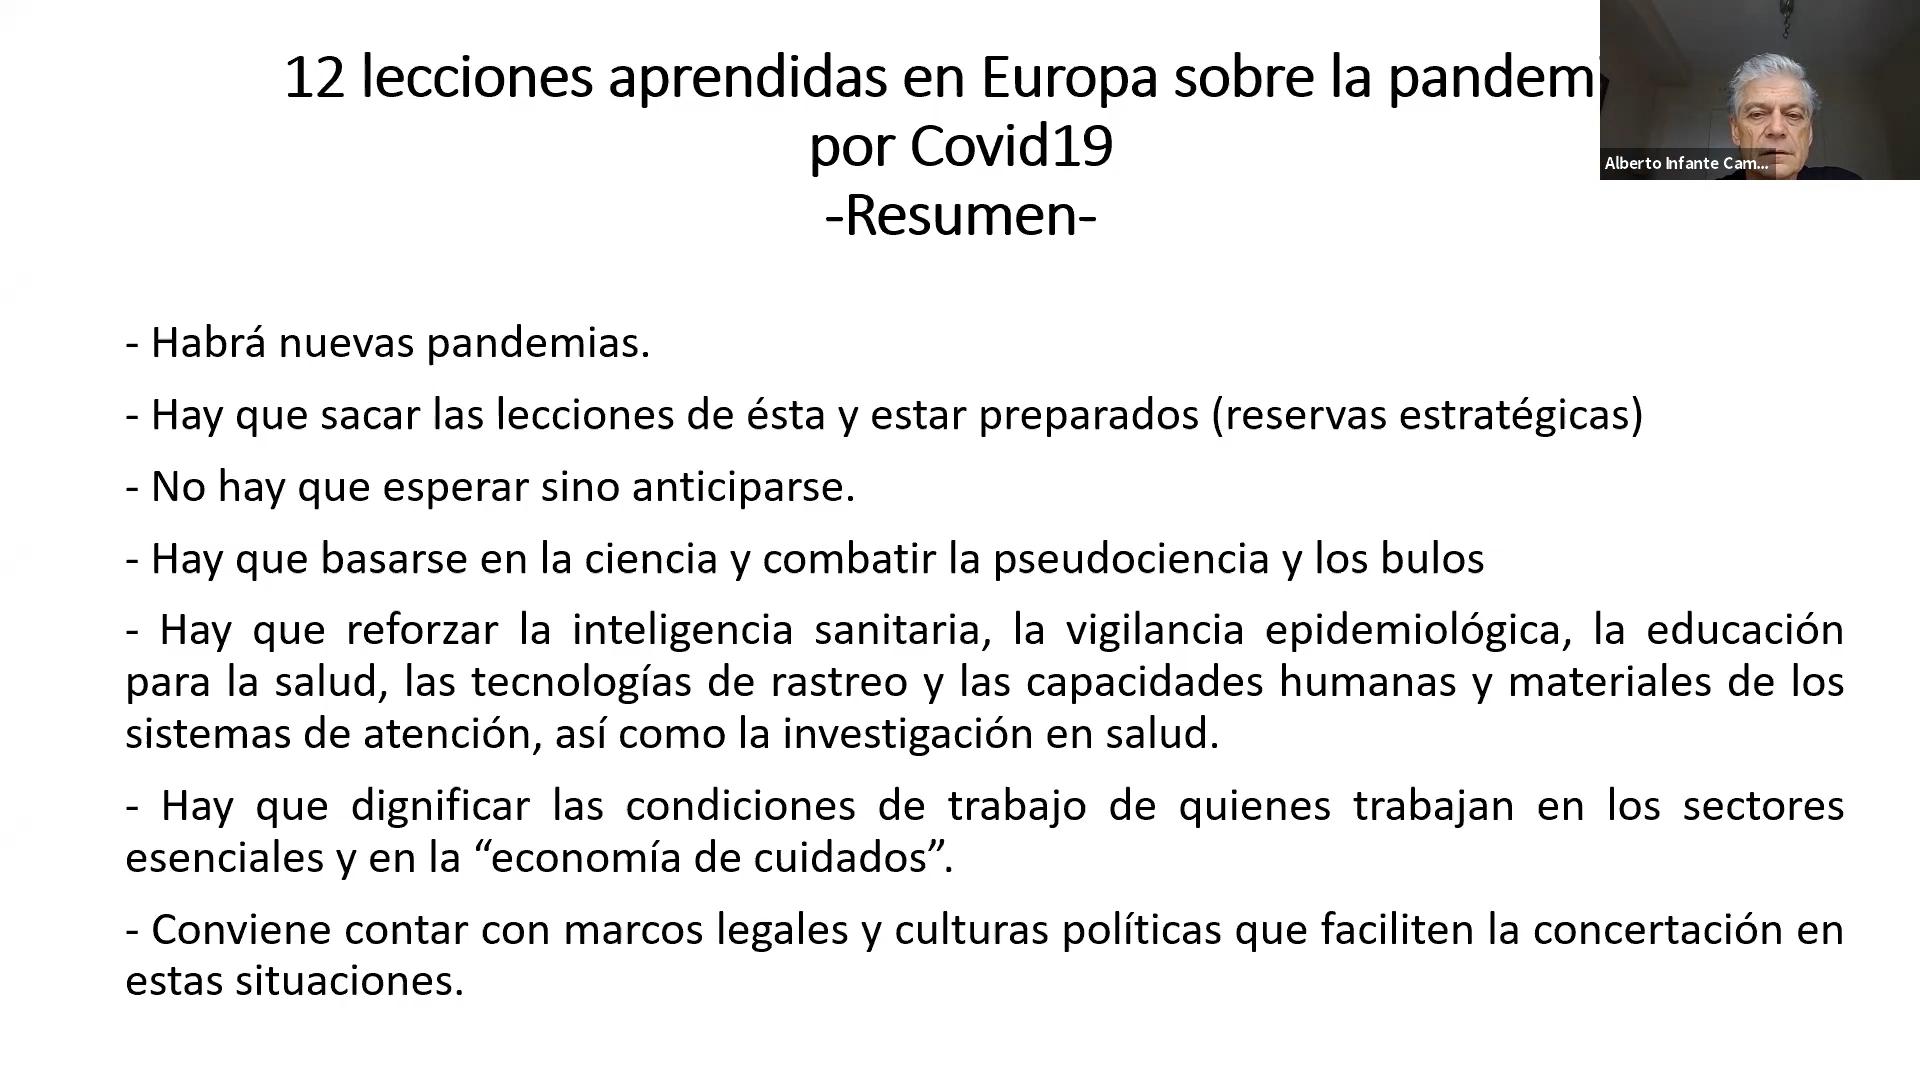 12 lecciones aprendidas en Europa sobre la pandemi
por Covid19
-Resumen-
Alberto Infante Cam...
- Habrá nuevas pandemias.
- Hay que sacar las lecciones de ésta y estar preparados (reservas estratégicas)
- No hay que esperar sino anticiparse.
- Hay que basarse en la ciencia y combatir la pseudociencia y los bulos
- Hay que reforzar la inteligencia sanitaria, la vigilancia epidemiológica, la educación
para la salud, las tecnologías de rastreo y las capacidades humanas y materiales de los
sistemas de atención, así como la investigación en salud.
- Hay que dignificar las condiciones de trabajo de quienes trabajan en los sectores
esenciales y en la “economía de cuidados”.
- Conviene contar con marcos legales y culturas políticas que faciliten la concertación en
estas situaciones.